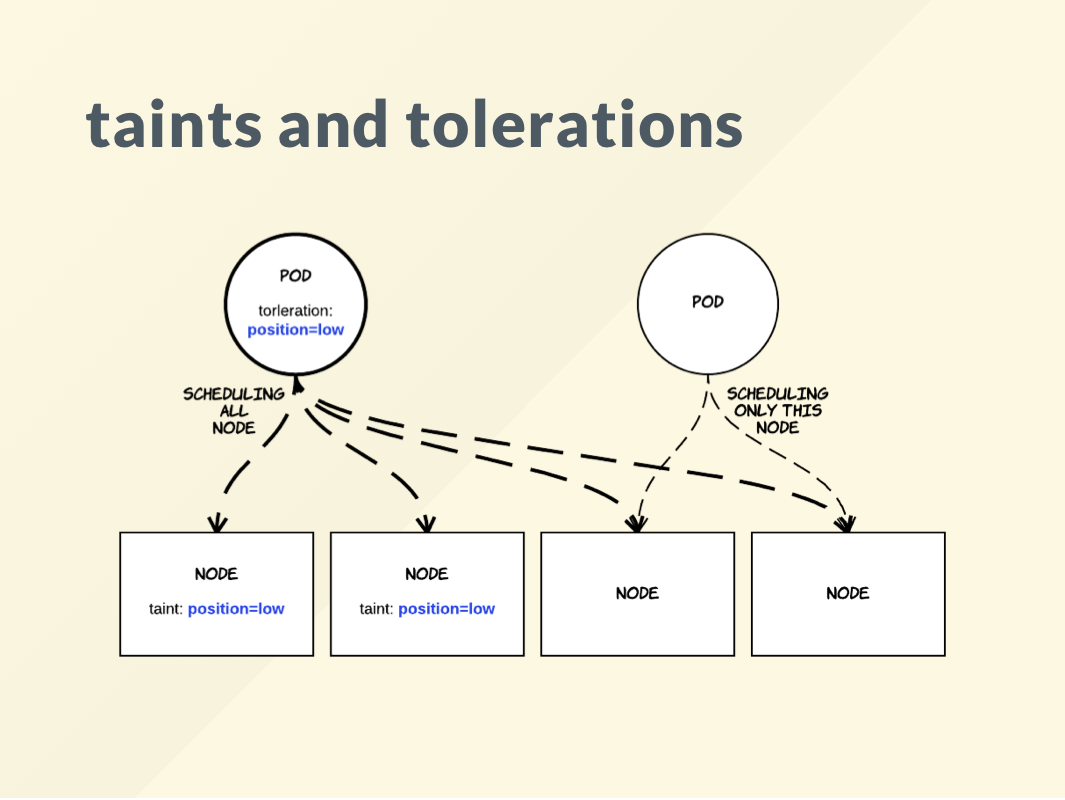 taints and tolerations
POD
torleration:
position=low
POD
SCHEDULING
ALL
NODE
SCHEDULING
ONLY THIS
NODE
NODE
taint: position=low
NODE
taint: position=low
NODE
NODE